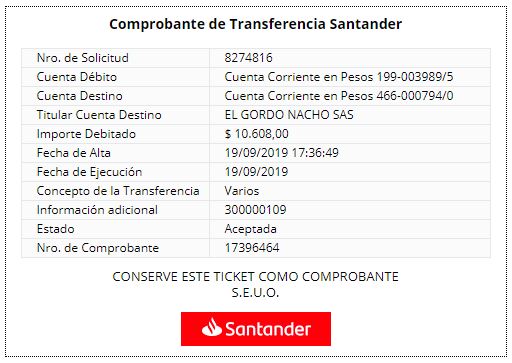 Comprobante de Transferencia Santander
Nro. de Solicitud 8274816
Cuenta Débito Cuenta Corriente en Pesos 199-003989/5
Cuenta Destino Cuenta Corriente en Pesos 466-000794/0
Titular Cuenta Destino EL GORDO NACHO SAS
Importe Debitado $ 10.608,00
Fecha de Alta 19/09/2019 17:36:49
Fecha de Ejecución 19/09/2019
Concepto de la Transferencia Varios
Información adicional 300000109
Estado Aceptada
Nro. de Comprobante 17396464
CONSERVE ESTE TICKET COMO COMPROBANTE
S.E.U.O.
Santander